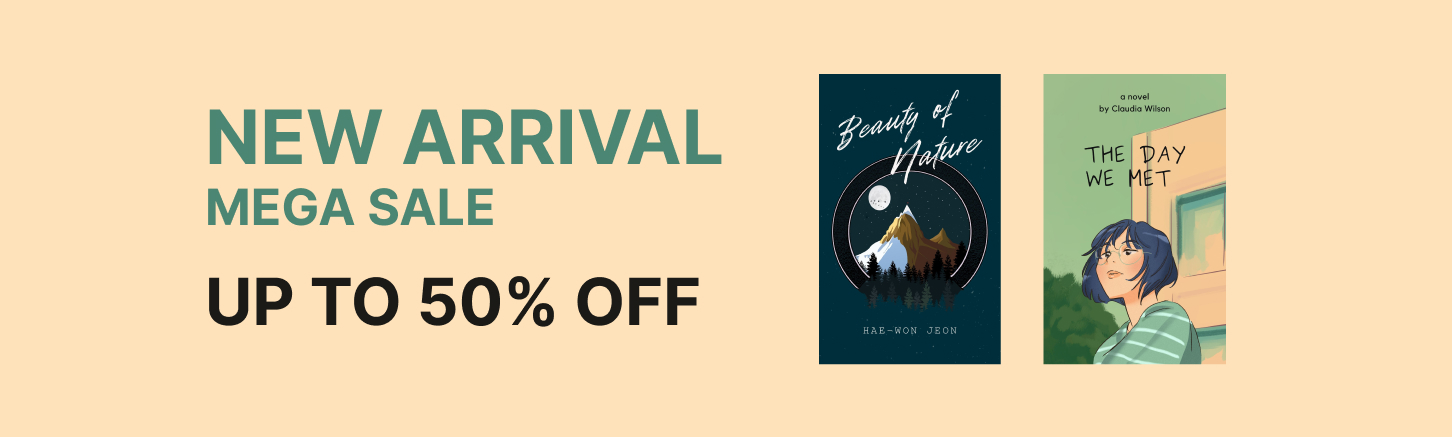 NEW ARRIVAL
MEGA SALE
UP TO 50% OFF
Beauty of
Nature
HAE-WON JEON
a novel
by Claudia Wilson
THE DAY
WE MET